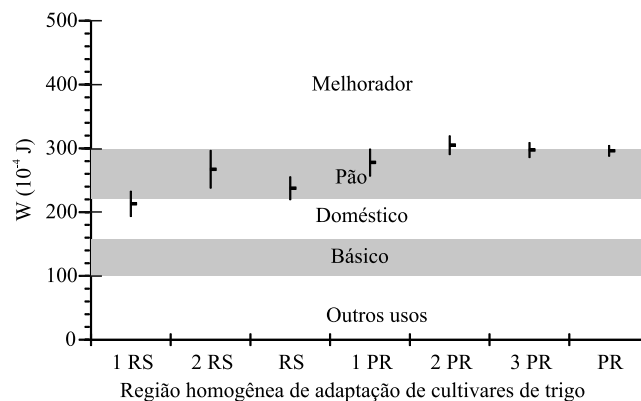 500
400
300
200
100
0
W (10⁻⁴ J)
Melhorador
Pão
Doméstico
Básico
Outros usos
1 RS 2 RS RS 1 PR 2 PR 3 PR PR
Região homogênea de adaptação de cultivares de trigo